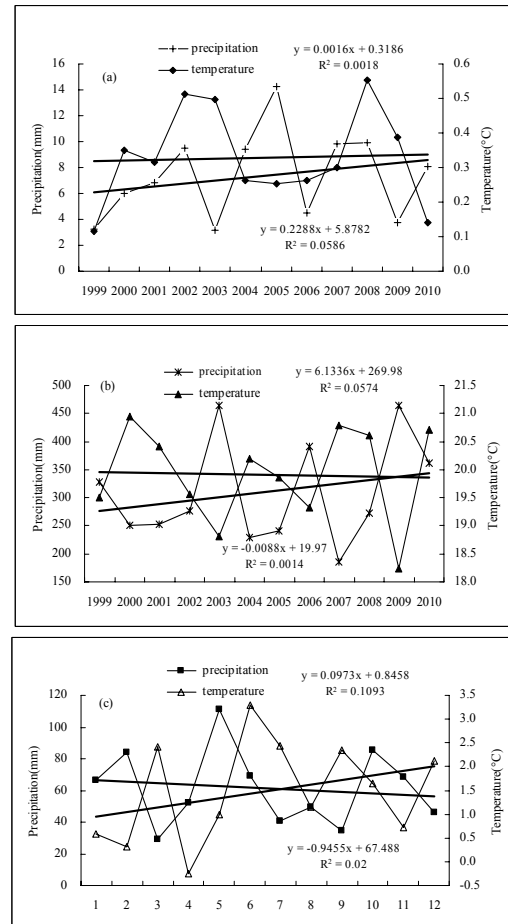 precipitation
temperature
y = 0.0016x + 0.3186
R² = 0.0018
(a)
16
14
12
10
8
6
4
2
0
Precipitation(mm)
0.6
0.5
0.4
0.3
0.2
0.1
0.0
Temperature(°C)
y = 0.2288x + 5.8782
R² = 0.0586
1999 2000 2001 2002 2003 2004 2005 2006 2007 2008 2009 2010
precipitation
temperature
y = 6.1336x + 269.98
R² = 0.0574
(b)
500
450
400
350
300
250
200
150
Precipitation(mm)
21.5
21.0
20.5
20.0
19.5
19.0
18.5
18.0
Temperature(°C)
y = -0.0088x + 19.97
R² = 0.0014
1999 2000 2001 2002 2003 2004 2005 2006 2007 2008 2009 2010
precipitation
temperature
y = 0.0973x + 0.8458
R² = 0.1093
(c)
120
100
80
60
40
20
0
Precipitation(mm)
3.5
3.0
2.5
2.0
1.5
1.0
0.5
0.0
-0.5
Temperature(°C)
y = -0.9455x + 67.488
R² = 0.02
1 2 3 4 5 6 7 8 9 10 11 12